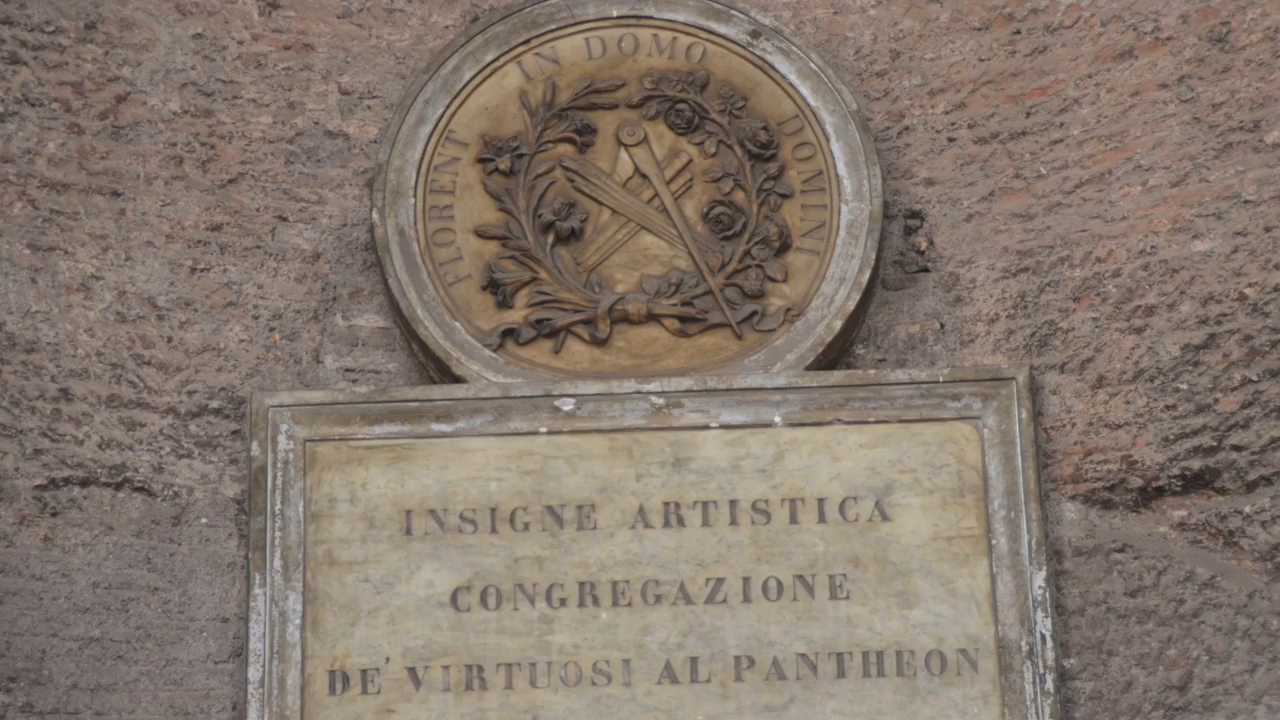 FLORENT IN DOMO DOMINI
INSIGNE ARTISTICA
CONGREGAZIONE
DE' VIRTUOSI AL PANTHEON